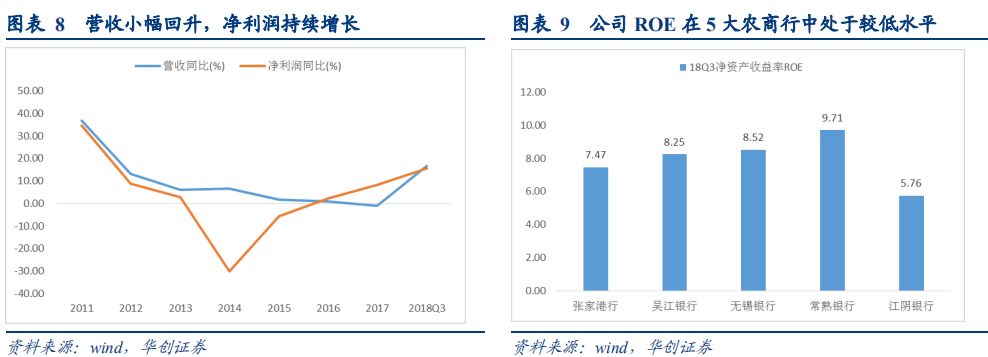 图表 8 营收小幅回升，净利润持续增长
营收同比(%) 净利润同比(%)
50.00
40.00
30.00
20.00
10.00
0.00
-10.00
-20.00
-30.00
-40.00
2011 2012 2013 2014 2015 2016 2017 2018Q3
资料来源：wind，华创证券
图表 9 公司 ROE 在 5 大农商行中处于较低水平
18Q3净资产收益率ROE
12.00
10.00
8.00
6.00
4.00
2.00
0.00
7.47 8.25 8.52 9.71 5.76
张家港行 吴江银行 无锡银行 常熟银行 江阴银行
资料来源：wind，华创证券